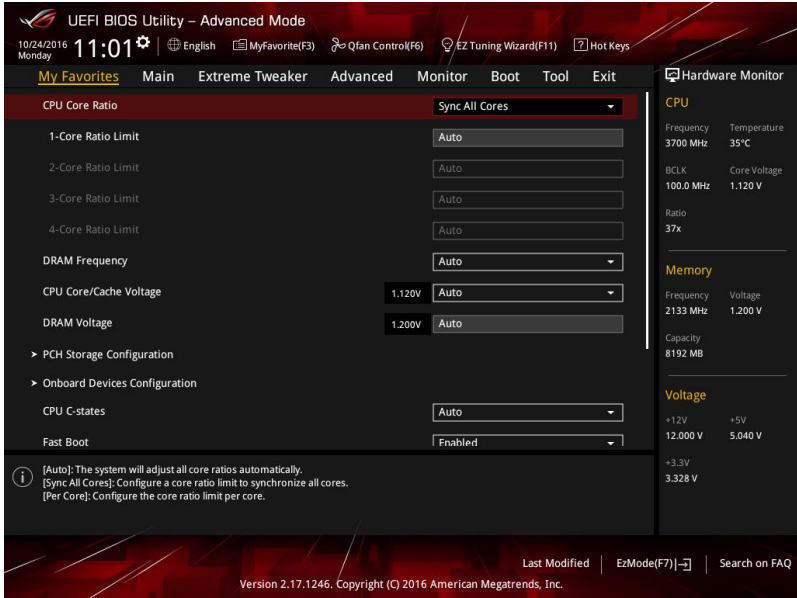 UEFI BIOS Utility – Advanced Mode
10/24/2016 Monday 11:01 English MyFavorite(F3) Qfan Control(F6) EZ Tuning Wizard(F11) ? Hot Keys
My Favorites Main Extreme Tweaker Advanced Monitor Boot Tool Exit
CPU Core Ratio Sync All Cores
1-Core Ratio Limit Auto
2-Core Ratio Limit Auto
3-Core Ratio Limit Auto
4-Core Ratio Limit Auto
DRAM Frequency Auto
CPU Core/Cache Voltage 1.120V Auto
DRAM Voltage 1.200V Auto
> PCH Storage Configuration
> Onboard Devices Configuration
CPU C-states Auto
Fast Boot Enabled
[Auto]: The system will adjust all core ratios automatically.
[Sync All Cores]: Configure a core ratio limit to synchronize all cores.
[Per Core]: Configure the core ratio limit per core.
Hardware Monitor
CPU
Frequency Temperature
3700 MHz 35°C
BCLK Core Voltage
100.0 MHz 1.120 V
Ratio
37x
Memory
Frequency Voltage
2133 MHz 1.200 V
Capacity
8192 MB
Voltage
+12V +5V
12.000 V 5.040 V
+3.3V
3.328 V
Last Modified EzMode(F7) Search on FAQ
Version 2.17.1246. Copyright (C) 2016 American Megatrends, Inc.